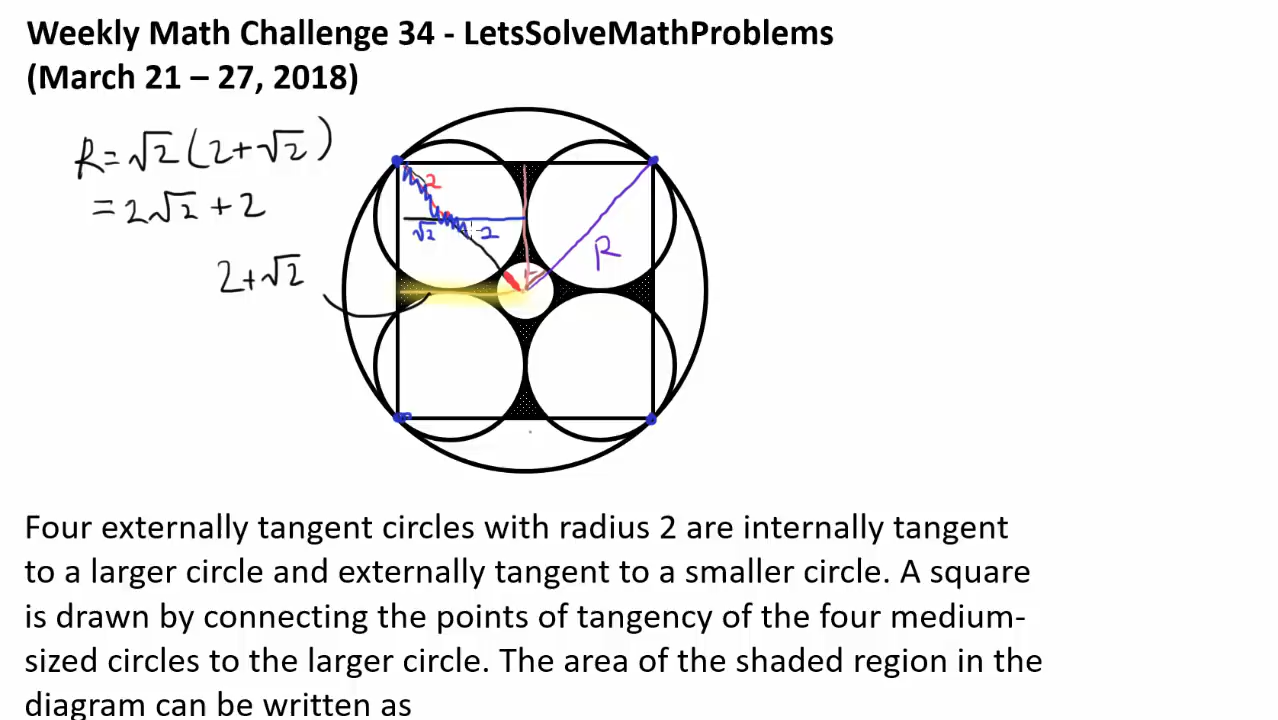 Weekly Math Challenge 34 - LetsSolveMathProblems
(March 21 – 27, 2018)
R=√2(2+√2)
=2√2+2
2+√2
2
√2
2
r
R
Four externally tangent circles with radius 2 are internally tangent
to a larger circle and externally tangent to a smaller circle. A square
is drawn by connecting the points of tangency of the four medium-
sized circles to the larger circle. The area of the shaded region in the
diagram can be written as